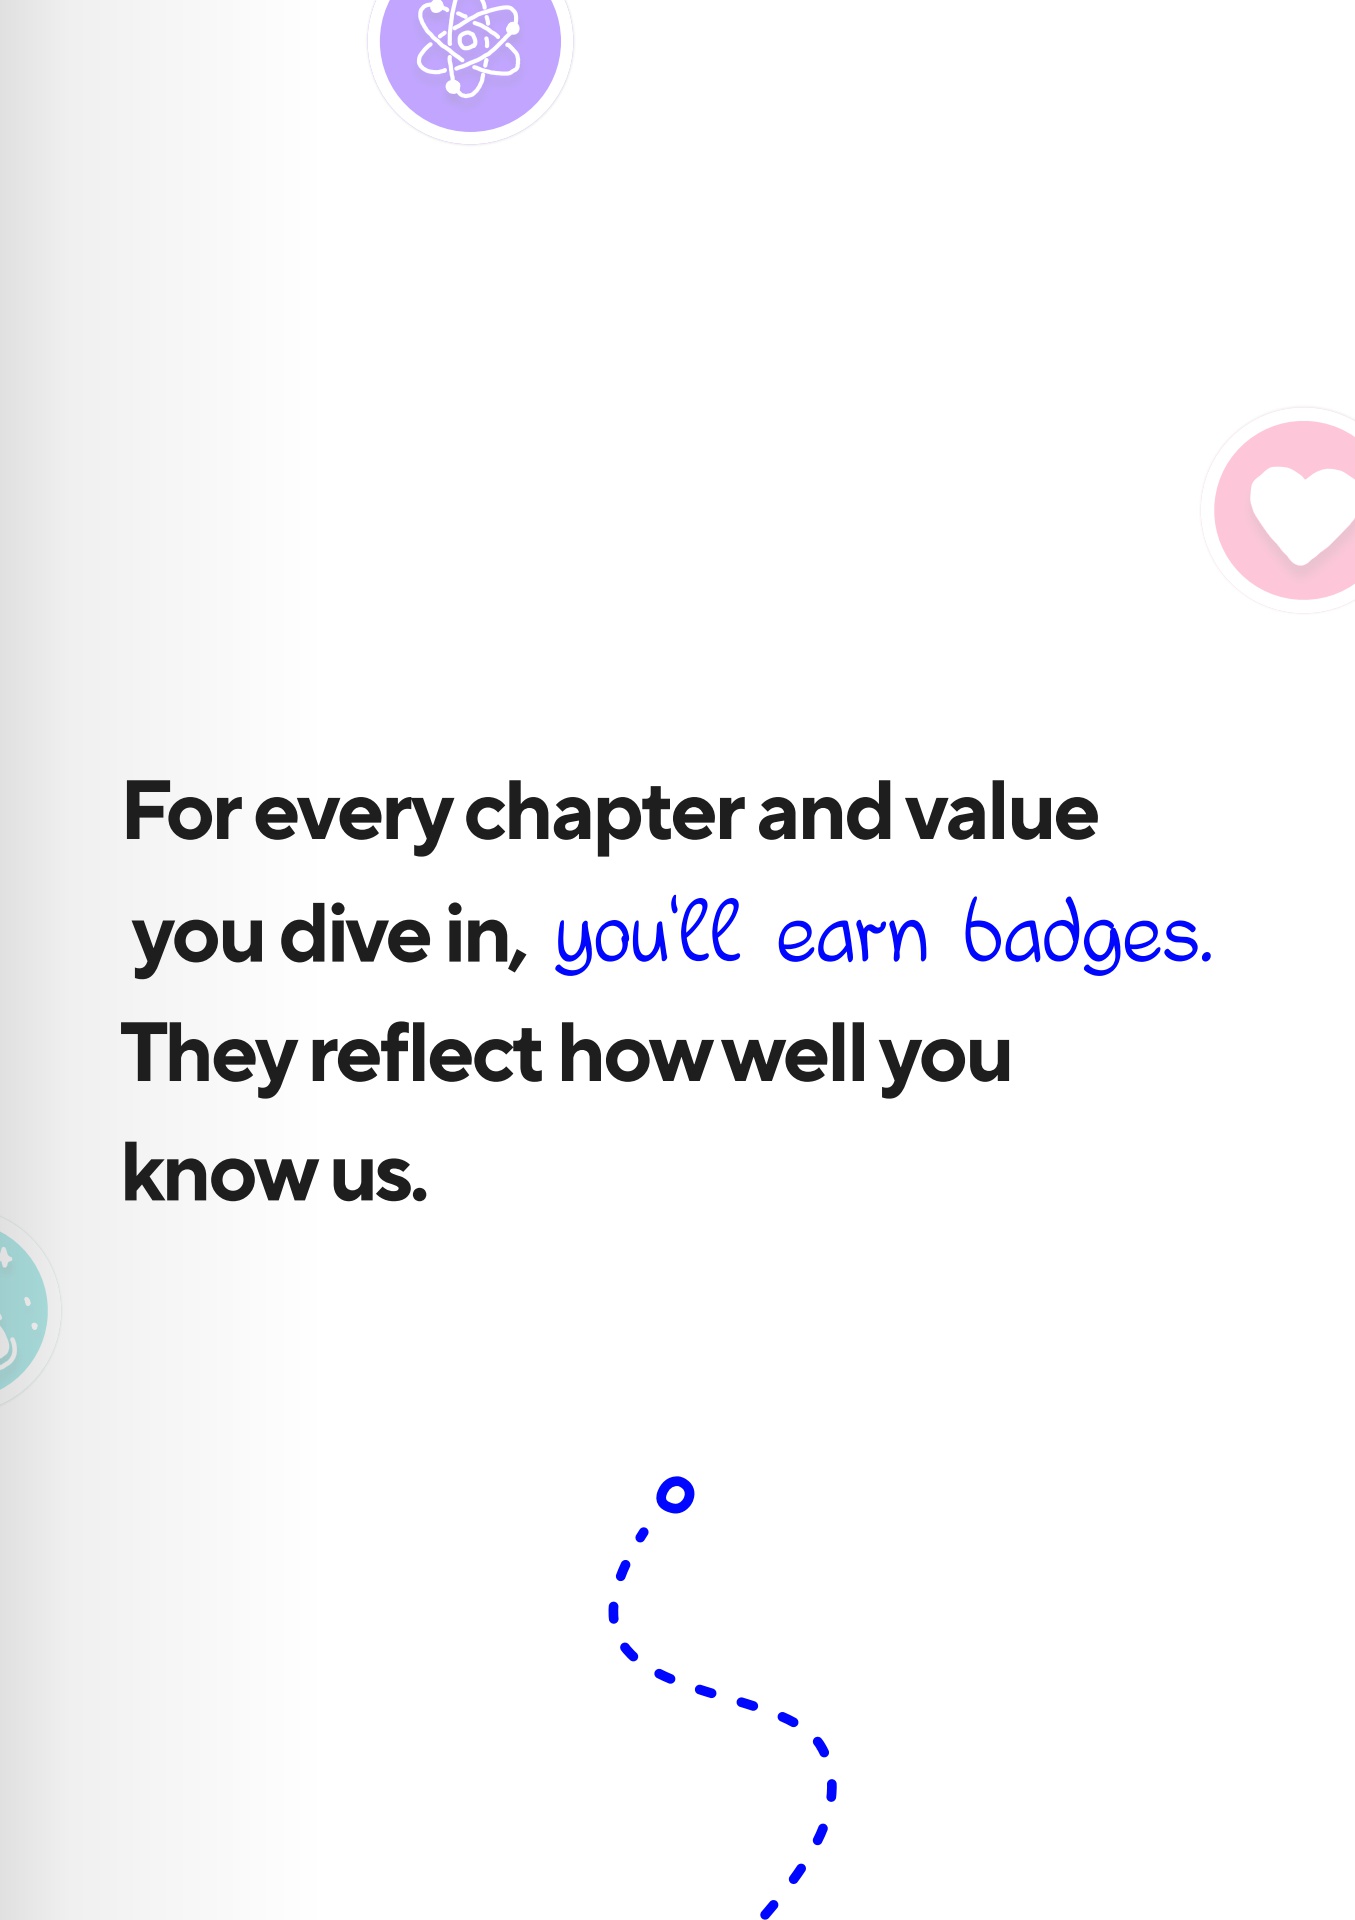 For every chapter and value
you dive in, you'll earn badges.
They reflect how well you
know us.